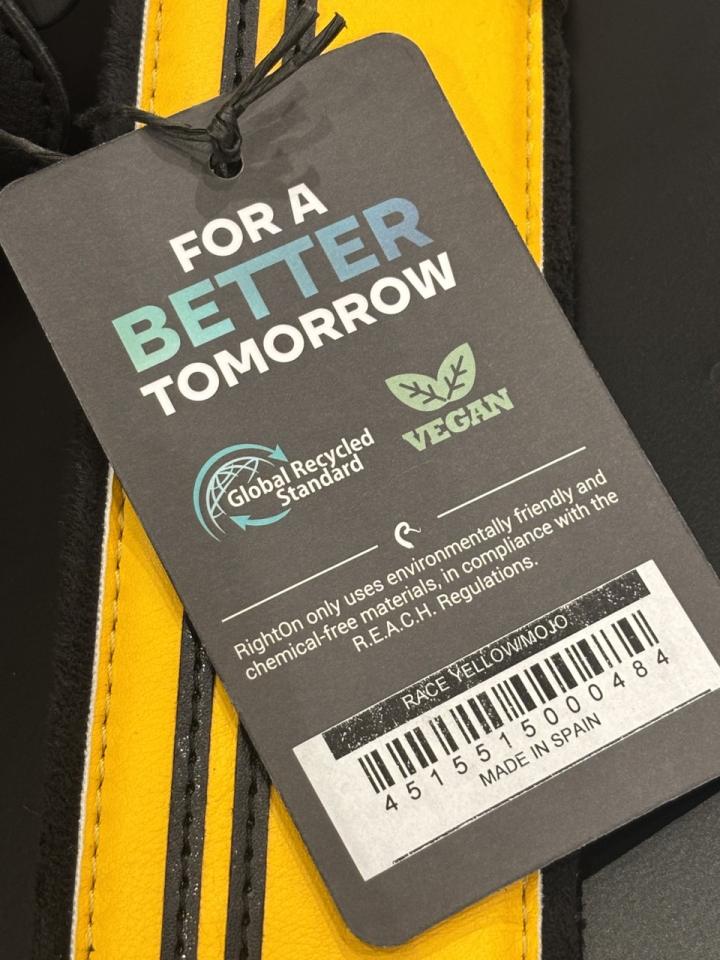 FOR A
BETTER
TOMORROW
VEGAN
Global Recycled
Standard
RightOn only uses environmentally friendly and
chemical-free materials, in compliance with the
R.E.A.C.H. Regulations.
RACE YELLOW/MOJO
4515515000484
MADE IN SPAIN